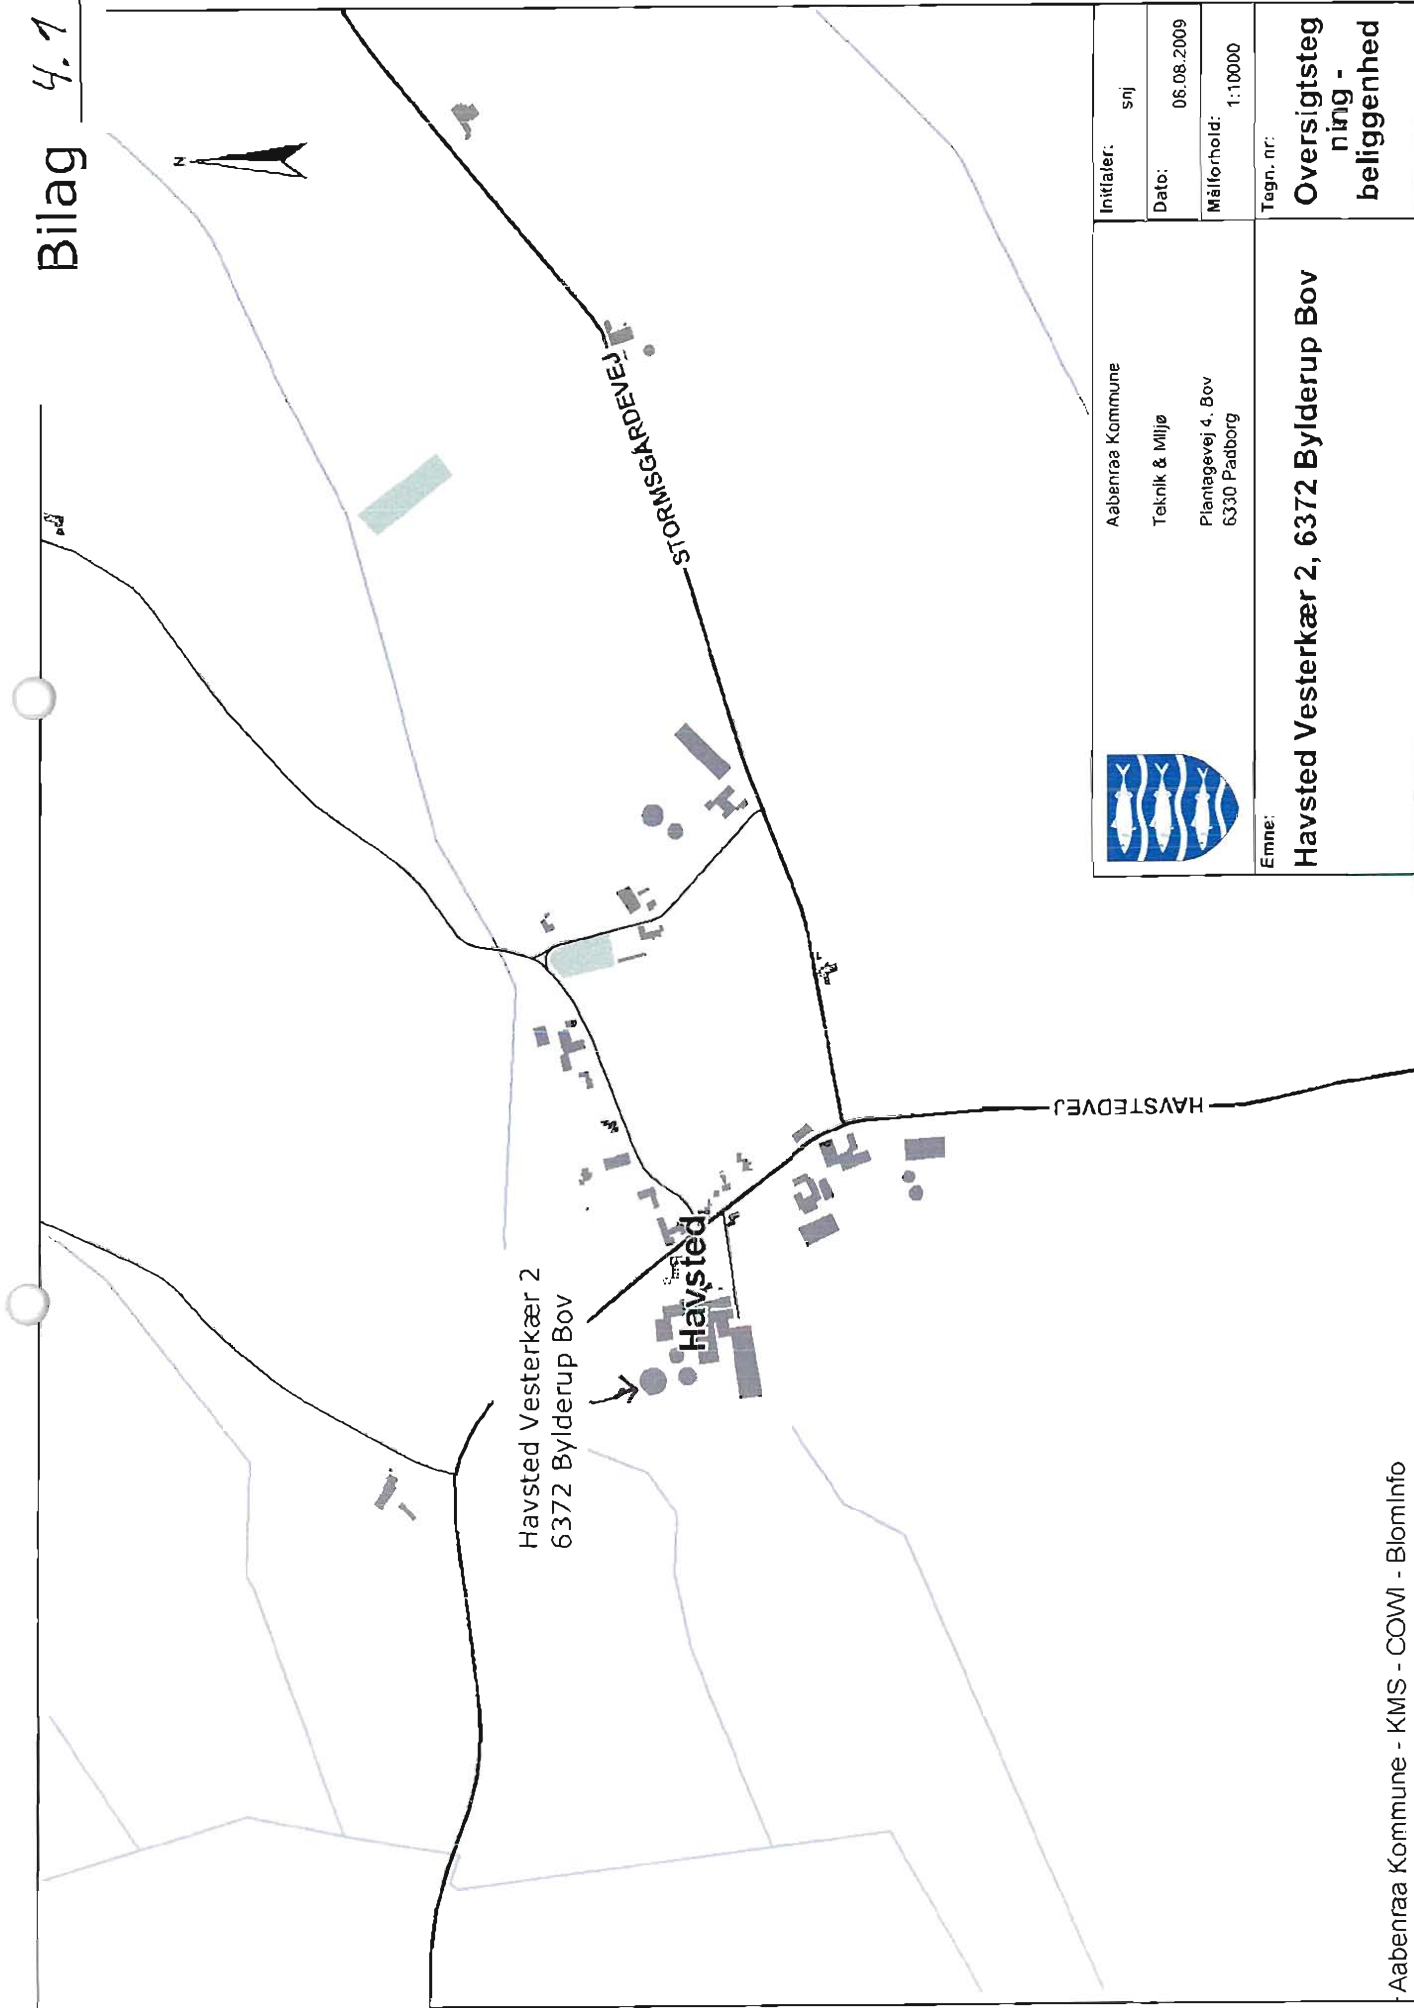 Bilag 4.1
N
STORMSGÅRDEVEJ
Havsted Vesterkær 2
6372 Bylderup Bov
Havsted
HAVSTEDVEJ
Aabenraa Kommune
Teknik & Miljø
Plantagevej 4. Bov
6330 Padborg
Initialer:
snj
Dato:
06.08.2009
Målforhold:
1:10000
Emne:
Havsted Vesterkær 2, 6372 Bylderup Bov
Tegn. nr:
Oversigtsteg
ning -
beliggenhed
- Aabenraa Kommune - KMS - COWI - BlomInfo